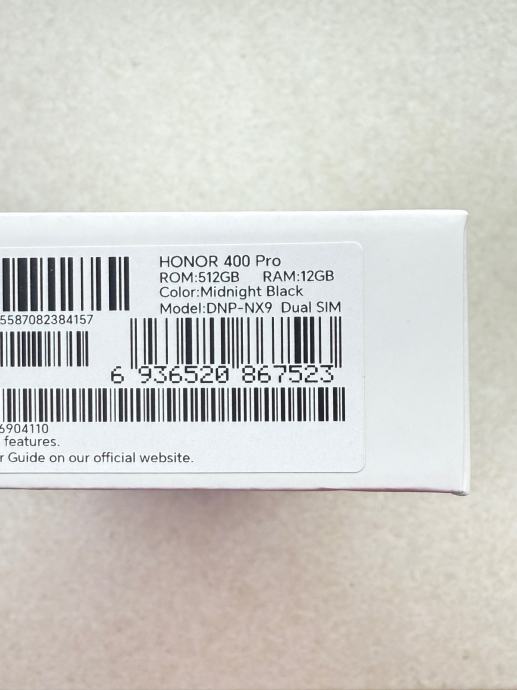 HONOR 400 Pro
ROM:512GB RAM:12GB
Color:Midnight Black
Model:DNP-NX9 Dual SIM
5587082384157
6 936520 867523
6904110
features.
r Guide on our official website.